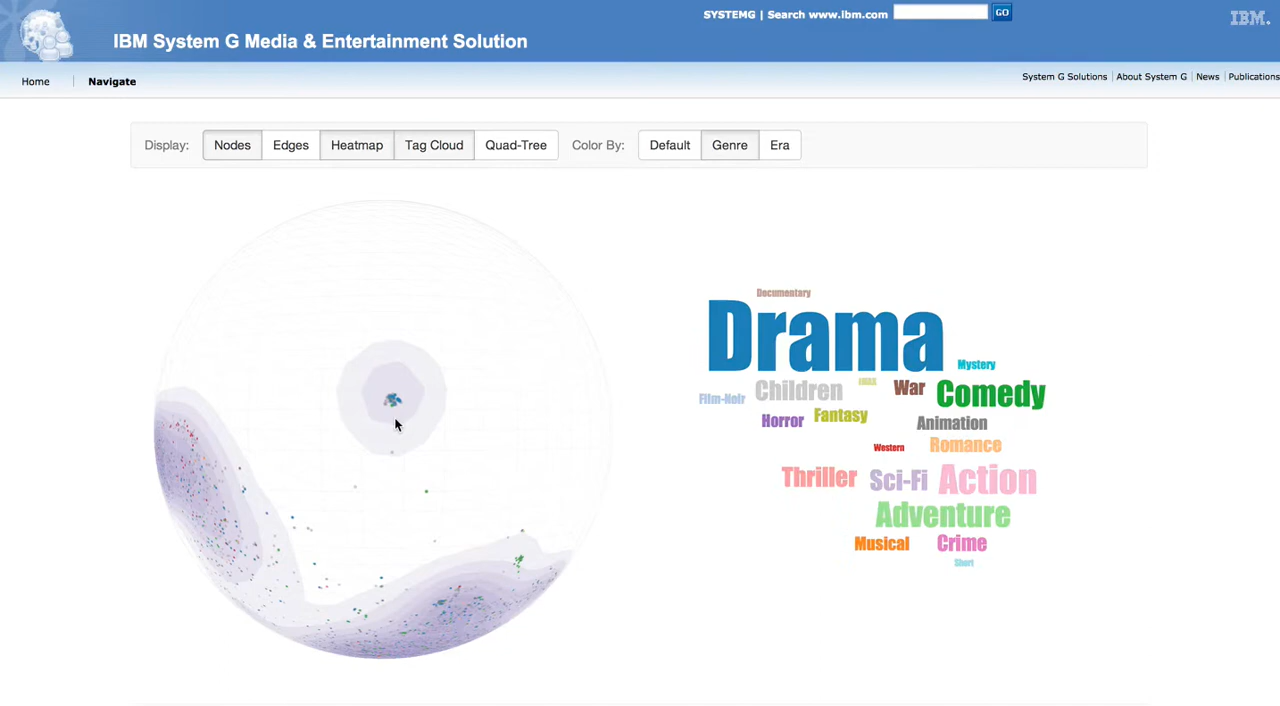 SYSTEMG | Search www.ibm.com GO
IBM.
IBM System G Media & Entertainment Solution
Home | Navigate
System G Solutions | About System G | News | Publications
Display: Nodes Edges Heatmap Tag Cloud Quad-Tree Color By: Default Genre Era
Documentary
Drama
Mystery
IMAX
Film-Noir Children War Comedy
Horror Fantasy Animation
Western Romance
Thriller Sci-Fi Action
Adventure
Musical Crime
Short